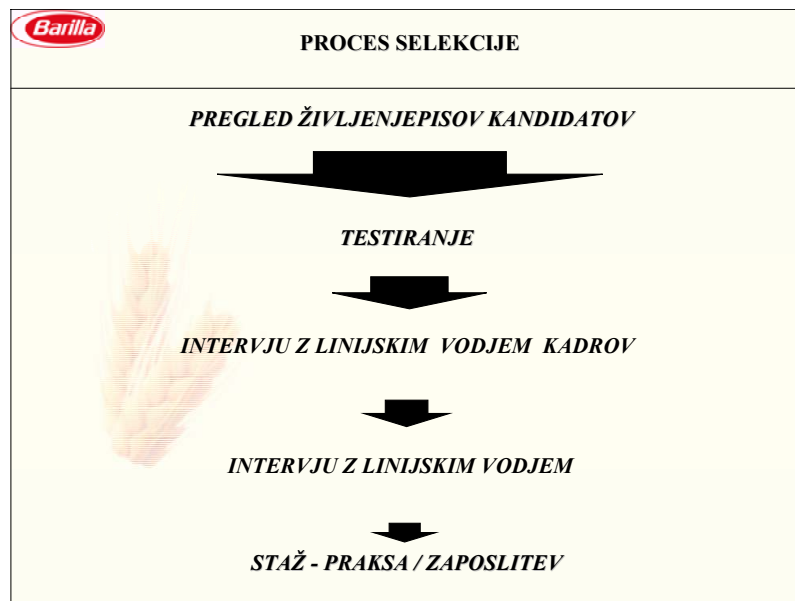 Barilla
PROCES SELEKCIJE
PREGLED ŽIVLJENJEPISOV KANDIDATOV
TESTIRANJE
INTERVJU Z LINIJSKIM VODJEM KADROV
INTERVJU Z LINIJSKIM VODJEM
STAŽ - PRAKSA / ZAPOSLITEV